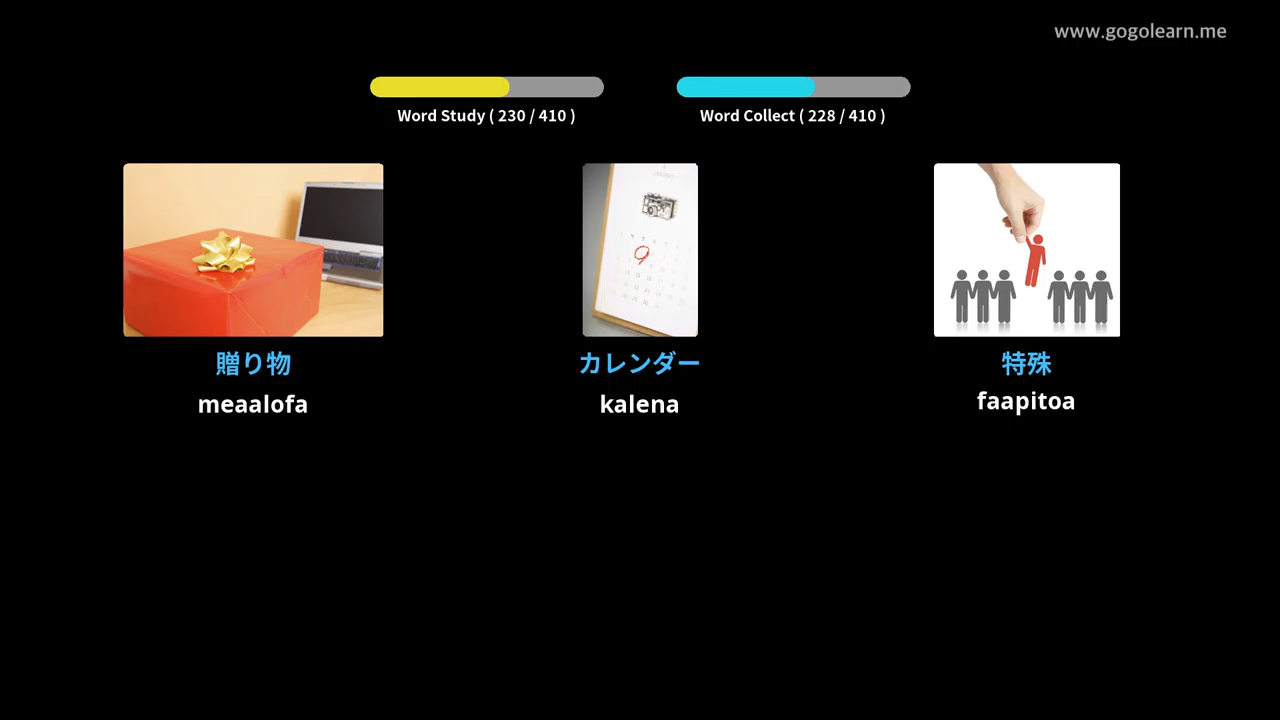 www.gogolearn.me
Word Study ( 230 / 410 )
Word Collect ( 228 / 410 )
贈り物
カレンダー
特殊
meaalofa
kalena
faapitoa